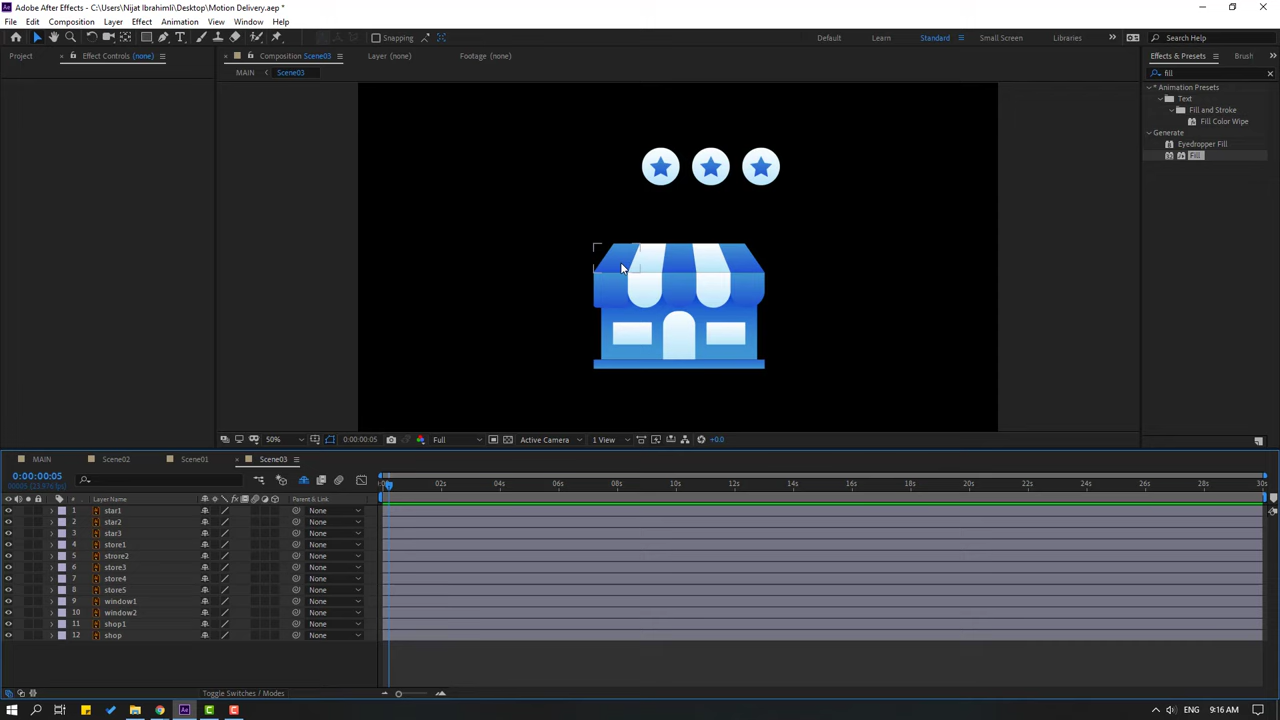 Adobe After Effects - C:\Users\Nijat Ibrahimli\Desktop\Motion Delivery.aep *
File Edit Composition Layer Effect Animation View Window Help
Snapping Default Learn Standard Small Screen Libraries Search Help
Project Effect Controls (none) Composition Scene03 Layer (none) Footage (none) Effects & Presets Brush
MAIN Scene03 fill
* Animation Presets
Text
Fill and Stroke
Fill Color Wipe
Generate
Eyedropper Fill
Fill
50% 0:00:00:05 Full Active Camera 1 View +0.0
MAIN Scene02 Scene01 Scene03
0:00:00:05
02s 04s 06s 08s 10s 12s 14s 16s 18s 20s 22s 24s 26s 28s 30s
# Layer Name Parent & Link
1 star1 None
2 star2 None
3 star3 None
4 store1 None
5 strore2 None
6 store3 None
7 store4 None
8 store5 None
9 window1 None
10 window2 None
11 shop1 None
12 shop None
Toggle Switches / Modes
ENG 9:16 AM